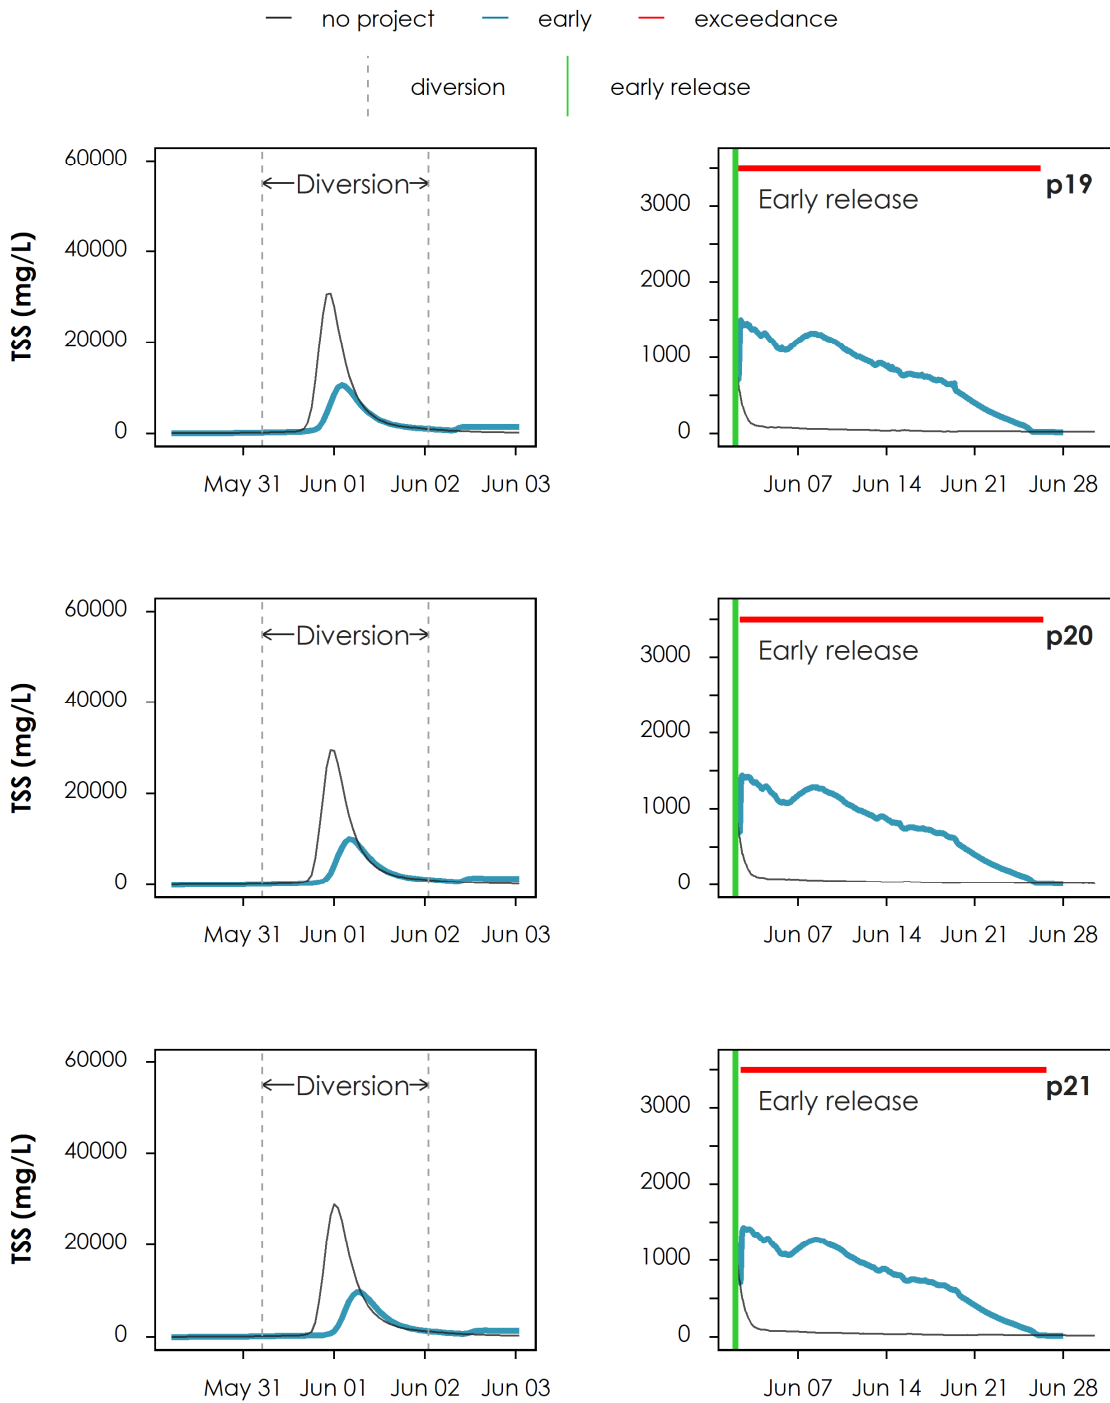 no project early exceedance
diversion early release
TSS (mg/L)
60000
40000
20000
0
Diversion
May 31 Jun 01 Jun 02 Jun 03
3000
2000
1000
0
Early release
p19
Jun 07 Jun 14 Jun 21 Jun 28
TSS (mg/L)
60000
40000
20000
0
Diversion
May 31 Jun 01 Jun 02 Jun 03
3000
2000
1000
0
Early release
p20
Jun 07 Jun 14 Jun 21 Jun 28
TSS (mg/L)
60000
40000
20000
0
Diversion
May 31 Jun 01 Jun 02 Jun 03
3000
2000
1000
0
Early release
p21
Jun 07 Jun 14 Jun 21 Jun 28